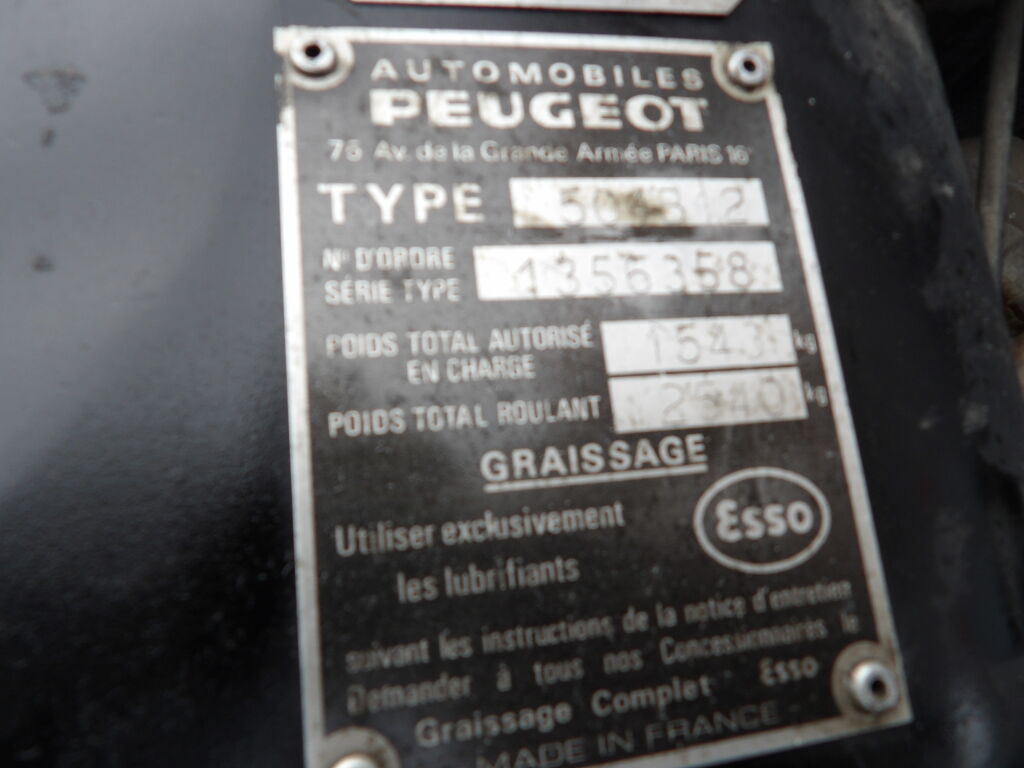 AUTOMOBILES
PEUGEOT
75 Av. de la Grande Armée PARIS 16e
TYPE 504B12
N° D'ORDRE
SÉRIE TYPE 1356358
POIDS TOTAL AUTORISÉ
EN CHARGE 1543 kg
POIDS TOTAL ROULANT 2540 kg
GRAISSAGE
Utiliser exclusivement
les lubrifiants
Esso
suivant les instructions de la notice d'entretien
Demander à tous nos Concessionnaires le
Graissage Complet Esso
MADE IN FRANCE